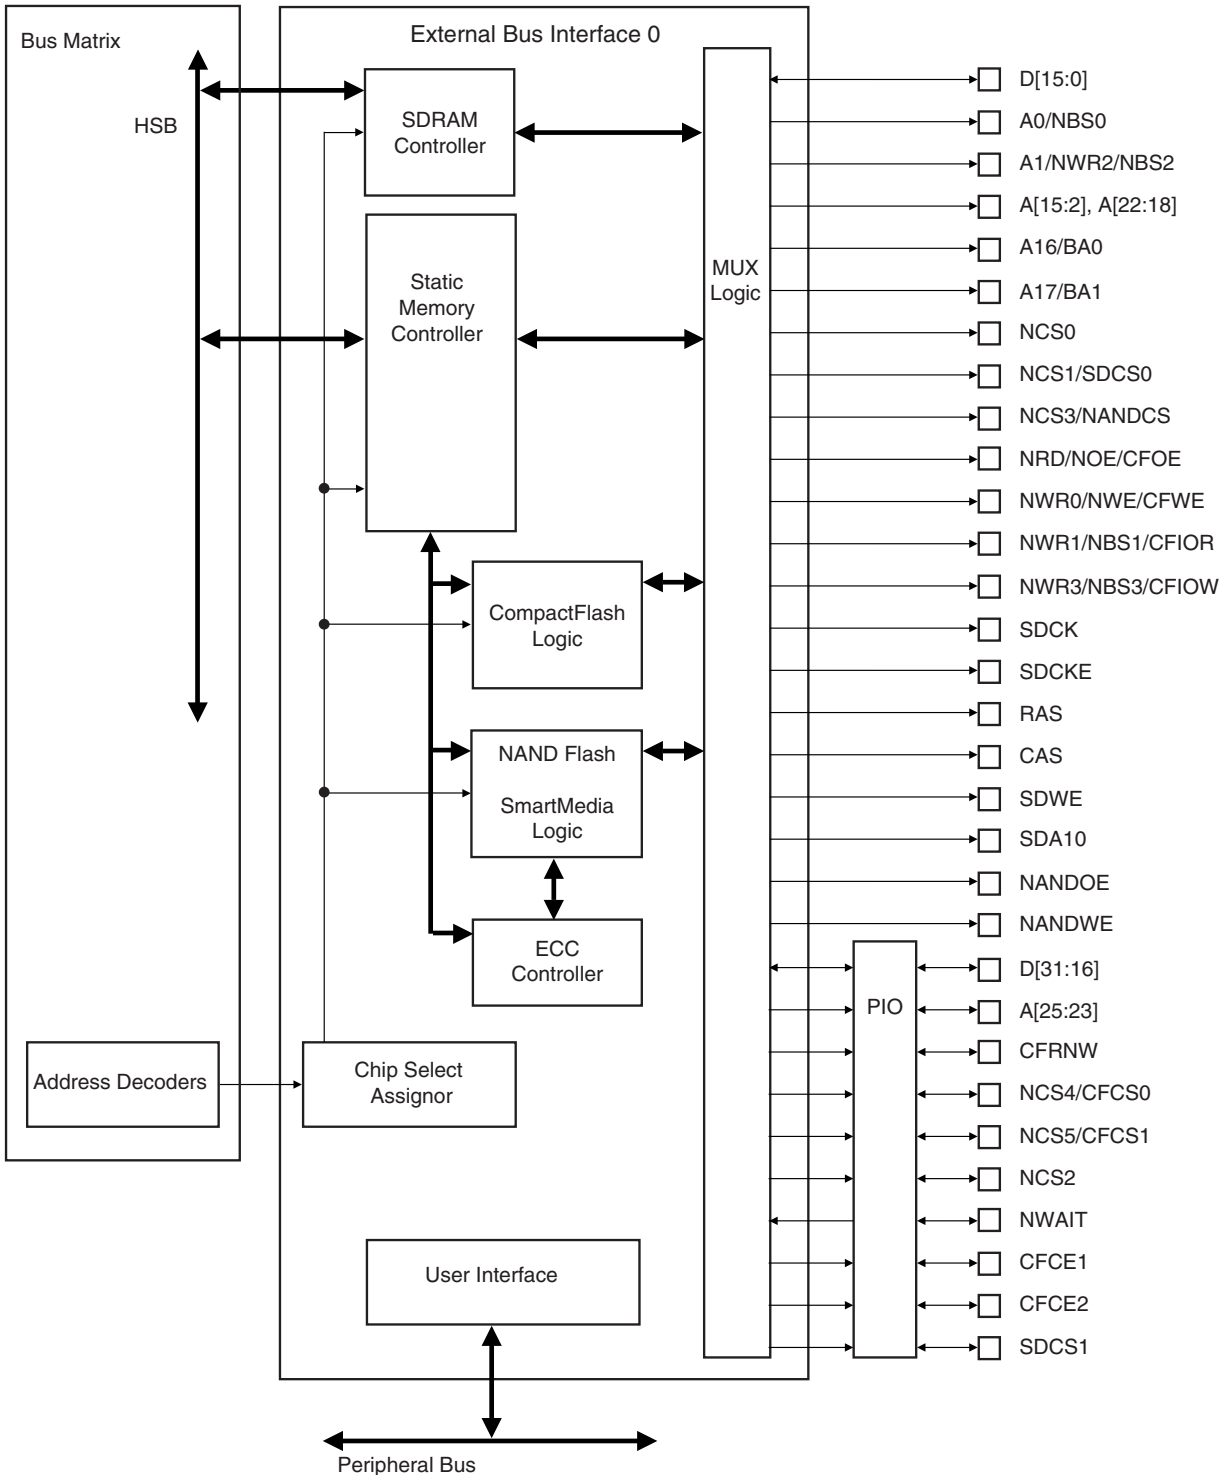 Bus Matrix
HSB
Address Decoders
External Bus Interface 0
SDRAM
Controller
Static
Memory
Controller
CompactFlash
Logic
NAND Flash
SmartMedia
Logic
ECC
Controller
Chip Select
Assignor
User Interface
Peripheral Bus
MUX
Logic
PIO
D[15:0]
A0/NBS0
A1/NWR2/NBS2
A[15:2], A[22:18]
A16/BA0
A17/BA1
NCS0
NCS1/SDCS0
NCS3/NANDCS
NRD/NOE/CFOE
NWR0/NWE/CFWE
NWR1/NBS1/CFIOR
NWR3/NBS3/CFIOW
SDCK
SDCKE
RAS
CAS
SDWE
SDA10
NANDOE
NANDWE
D[31:16]
A[25:23]
CFRNW
NCS4/CFCS0
NCS5/CFCS1
NCS2
NWAIT
CFCE1
CFCE2
SDCS1